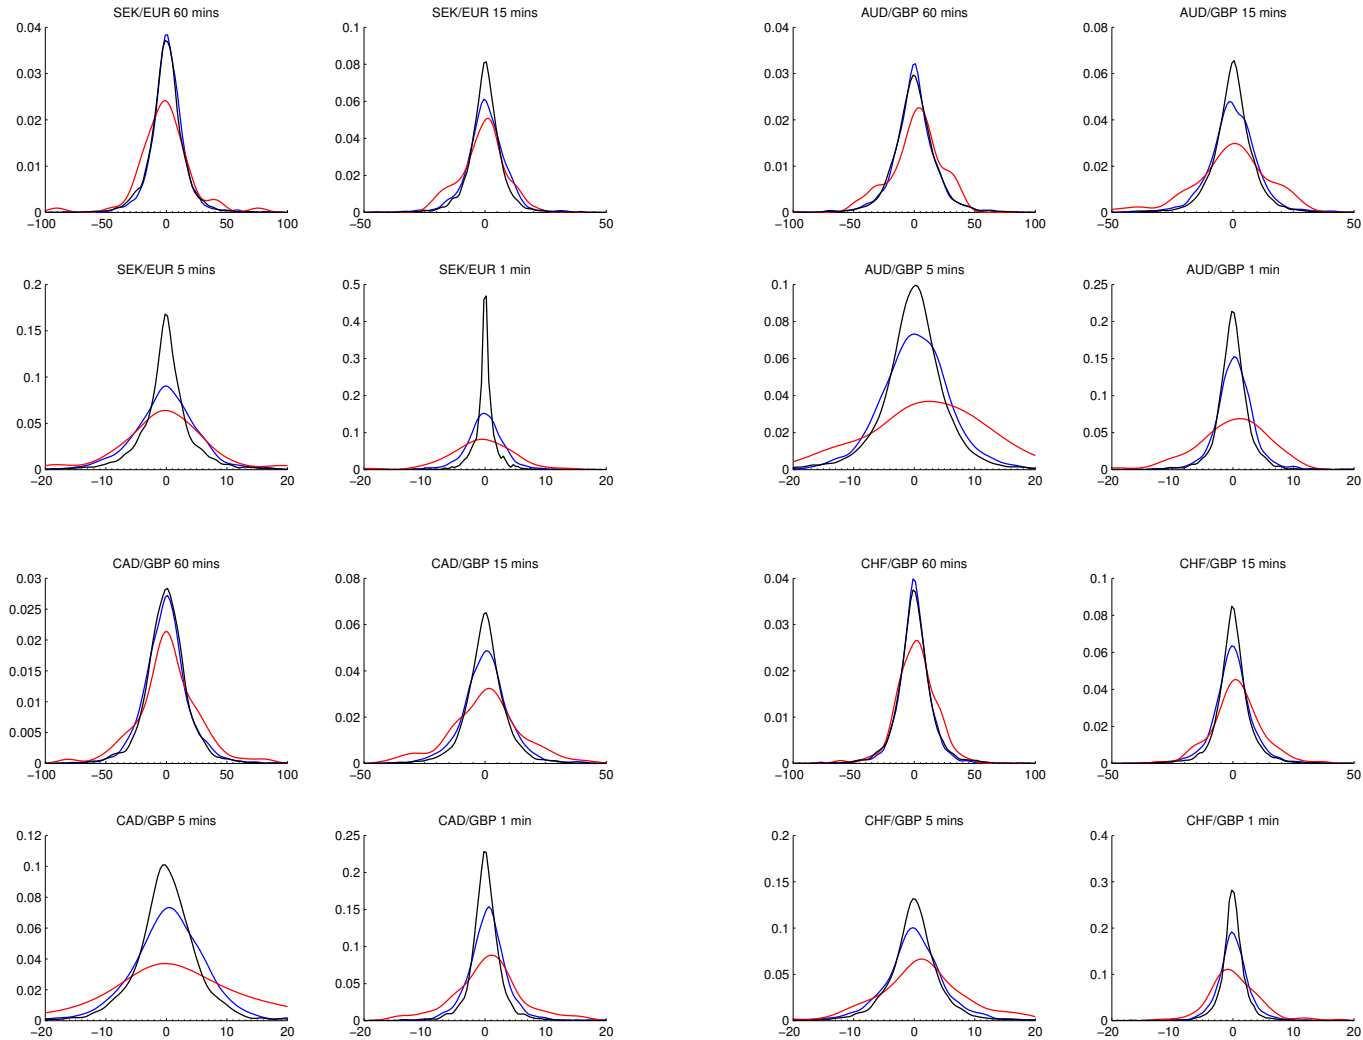 SEK/EUR 60 mins
0.04
0.03
0.02
0.01
0
−100 −50 0 50 100
SEK/EUR 15 mins
0.1
0.08
0.06
0.04
0.02
0
−50 0 50
SEK/EUR 5 mins
0.2
0.15
0.1
0.05
0
−20 −10 0 10 20
SEK/EUR 1 min
0.5
0.4
0.3
0.2
0.1
0
−20 −10 0 10 20
AUD/GBP 60 mins
0.04
0.03
0.02
0.01
0
−100 −50 0 50 100
AUD/GBP 15 mins
0.08
0.06
0.04
0.02
0
−50 0 50
AUD/GBP 5 mins
0.1
0.08
0.06
0.04
0.02
0
−20 −10 0 10 20
AUD/GBP 1 min
0.25
0.2
0.15
0.1
0.05
0
−20 −10 0 10 20
CAD/GBP 60 mins
0.03
0.025
0.02
0.015
0.01
0.005
0
−100 −50 0 50 100
CAD/GBP 15 mins
0.08
0.06
0.04
0.02
0
−50 0 50
CAD/GBP 5 mins
0.12
0.1
0.08
0.06
0.04
0.02
0
−20 −10 0 10 20
CAD/GBP 1 min
0.25
0.2
0.15
0.1
0.05
0
−20 −10 0 10 20
CHF/GBP 60 mins
0.04
0.03
0.02
0.01
0
−100 −50 0 50 100
CHF/GBP 15 mins
0.1
0.08
0.06
0.04
0.02
0
−50 0 50
CHF/GBP 5 mins
0.2
0.15
0.1
0.05
0
−20 −10 0 10 20
CHF/GBP 1 min
0.4
0.3
0.2
0.1
0
−20 −10 0 10 20